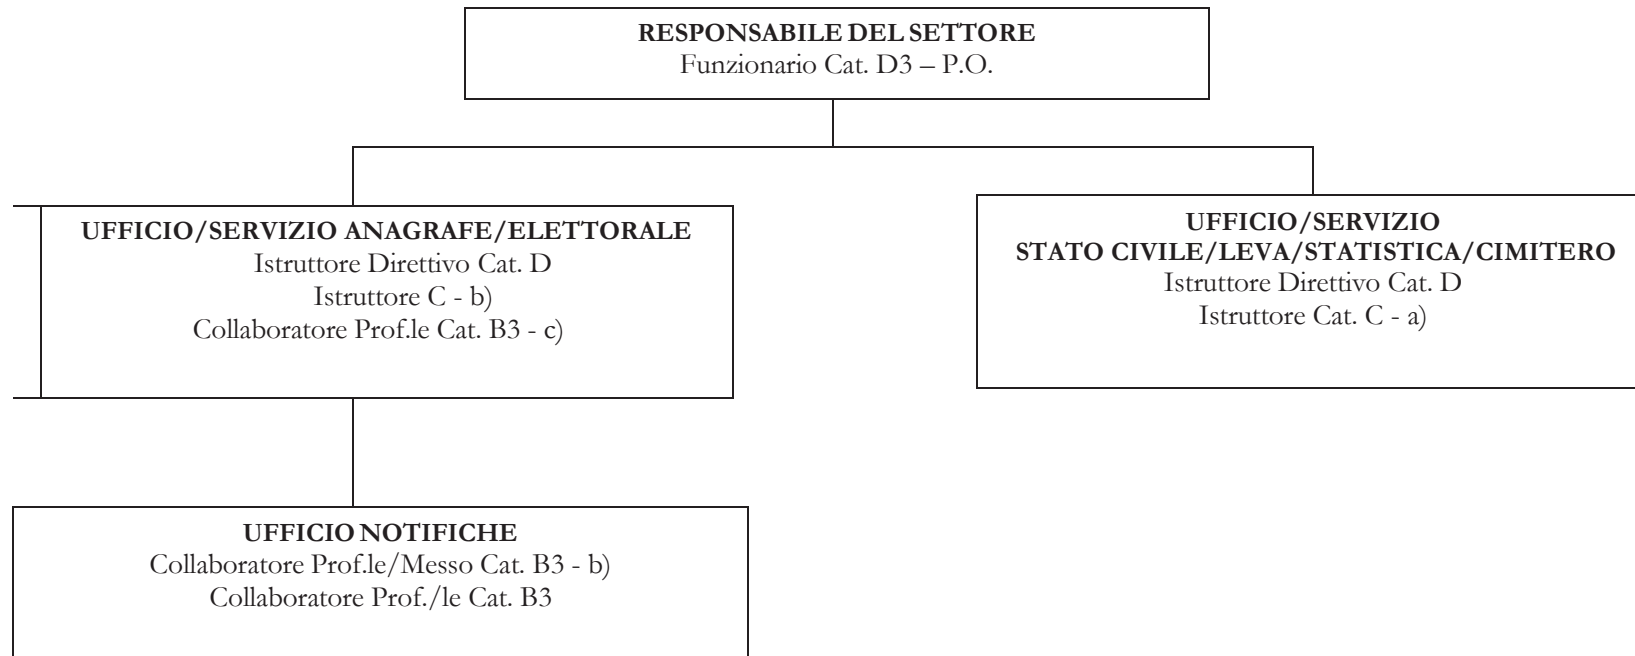 RESPONSABILE DEL SETTORE
Funzionario Cat. D3 – P.O.
UFFICIO/SERVIZIO ANAGRAFE/ELETTORALE
Istruttore Direttivo Cat. D
Istruttore C - b)
Collaboratore Prof.le Cat. B3 - c)
UFFICIO/SERVIZIO
STATO CIVILE/LEVA/STATISTICA/CIMITERO
Istruttore Direttivo Cat. D
Istruttore Cat. C - a)
UFFICIO NOTIFICHE
Collaboratore Prof.le/Messo Cat. B3 - b)
Collaboratore Prof./le Cat. B3